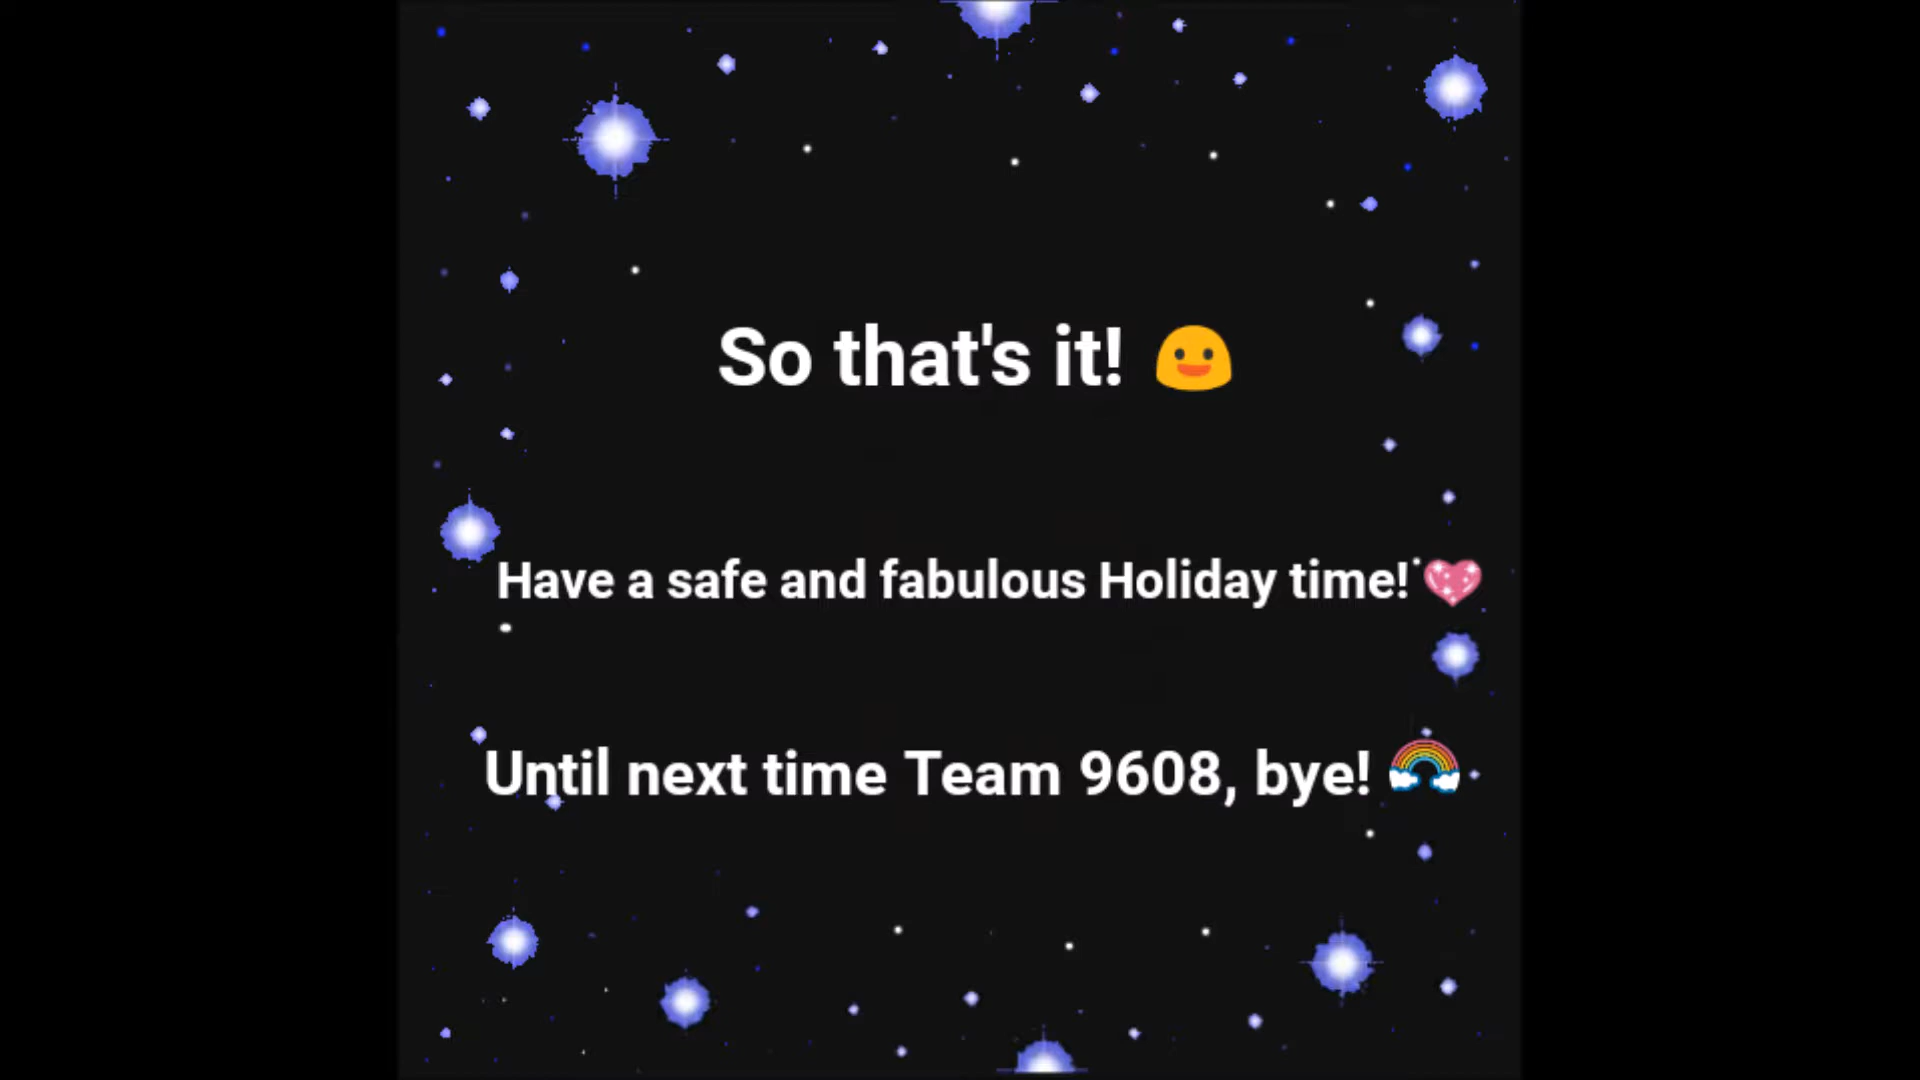 So that's it! 😃
Have a safe and fabulous Holiday time! 💖
Until next time Team 9608, bye! 🌈